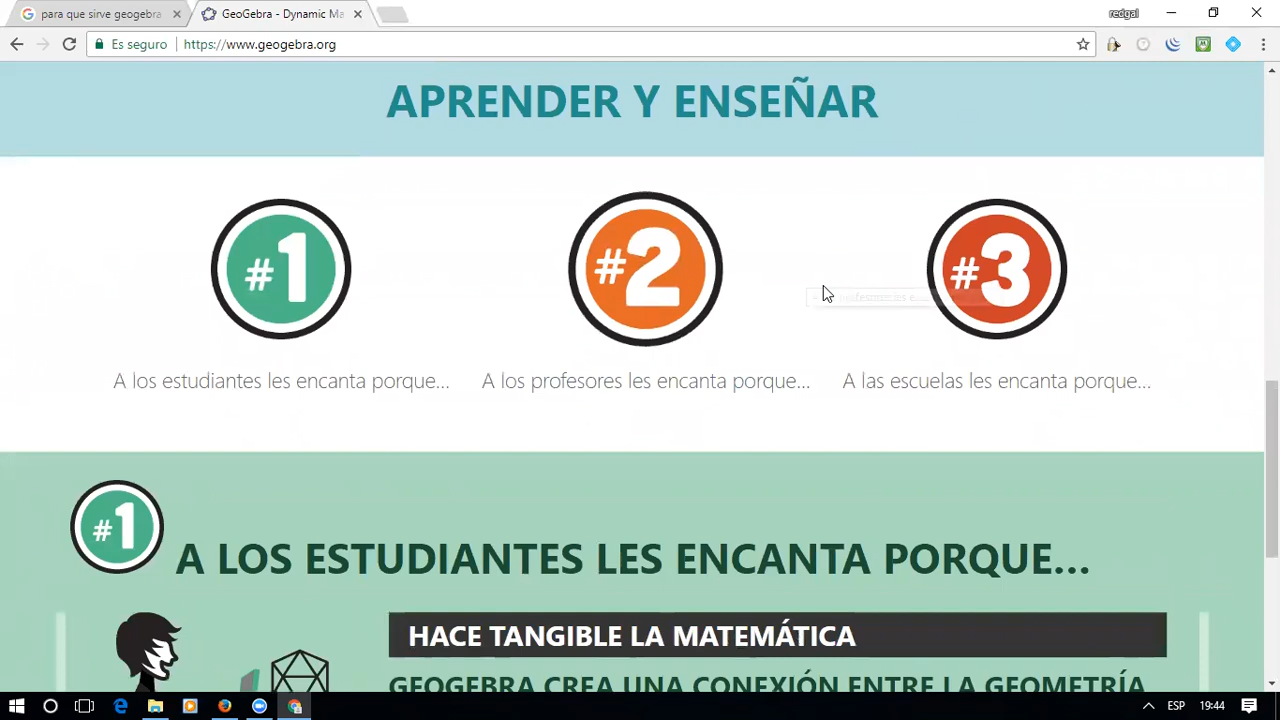 para que sirve geogebra
GeoGebra - Dynamic Ma
redgal
Es seguro
https://www.geogebra.org
APRENDER Y ENSEÑAR
#1
#2
#3
A los estudiantes les encanta porque...
A los profesores les encanta porque...
A las escuelas les encanta porque...
#1
A LOS ESTUDIANTES LES ENCANTA PORQUE...
HACE TANGIBLE LA MATEMÁTICA
GEOGEBRA CREA UNA CONEXIÓN ENTRE LA GEOMETRÍA
ESP
19:44